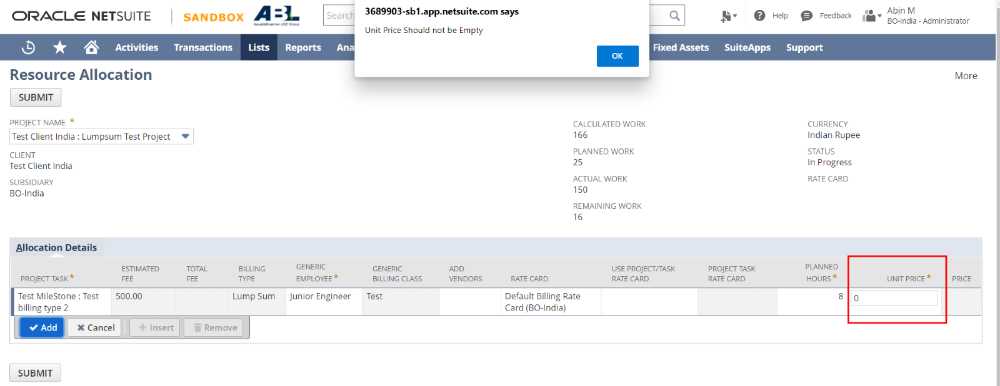 ORACLE NETSUITE
SANDBOX
ABL
AqualisBraemar LOC Group
Search
3689903-sb1.app.netsuite.com says
Unit Price Should not be Empty
OK
Help
Feedback
Abin M
BO-India - Administrator
Activities
Transactions
Lists
Reports
Ana
Fixed Assets
SuiteApps
Support
Resource Allocation
More
SUBMIT
PROJECT NAME *
Test Client India : Lumpsum Test Project
CLIENT
Test Client India
SUBSIDIARY
BO-India
CALCULATED WORK
166
PLANNED WORK
25
ACTUAL WORK
150
REMAINING WORK
16
CURRENCY
Indian Rupee
STATUS
In Progress
RATE CARD
Allocation Details
PROJECT TASK *
ESTIMATED
FEE
TOTAL
FEE
BILLING
TYPE
GENERIC
EMPLOYEE *
GENERIC
BILLING CLASS
ADD
VENDORS
RATE CARD
USE PROJECT/TASK
RATE CARD
PROJECT TASK
RATE CARD
PLANNED
HOURS *
UNIT PRICE *
PRICE
Test MileStone : Test
billing type 2
500.00
Lump Sum
Junior Engineer
Test
Default Billing Rate
Card (BO-India)
8
0
Add
Cancel
Insert
Remove
SUBMIT